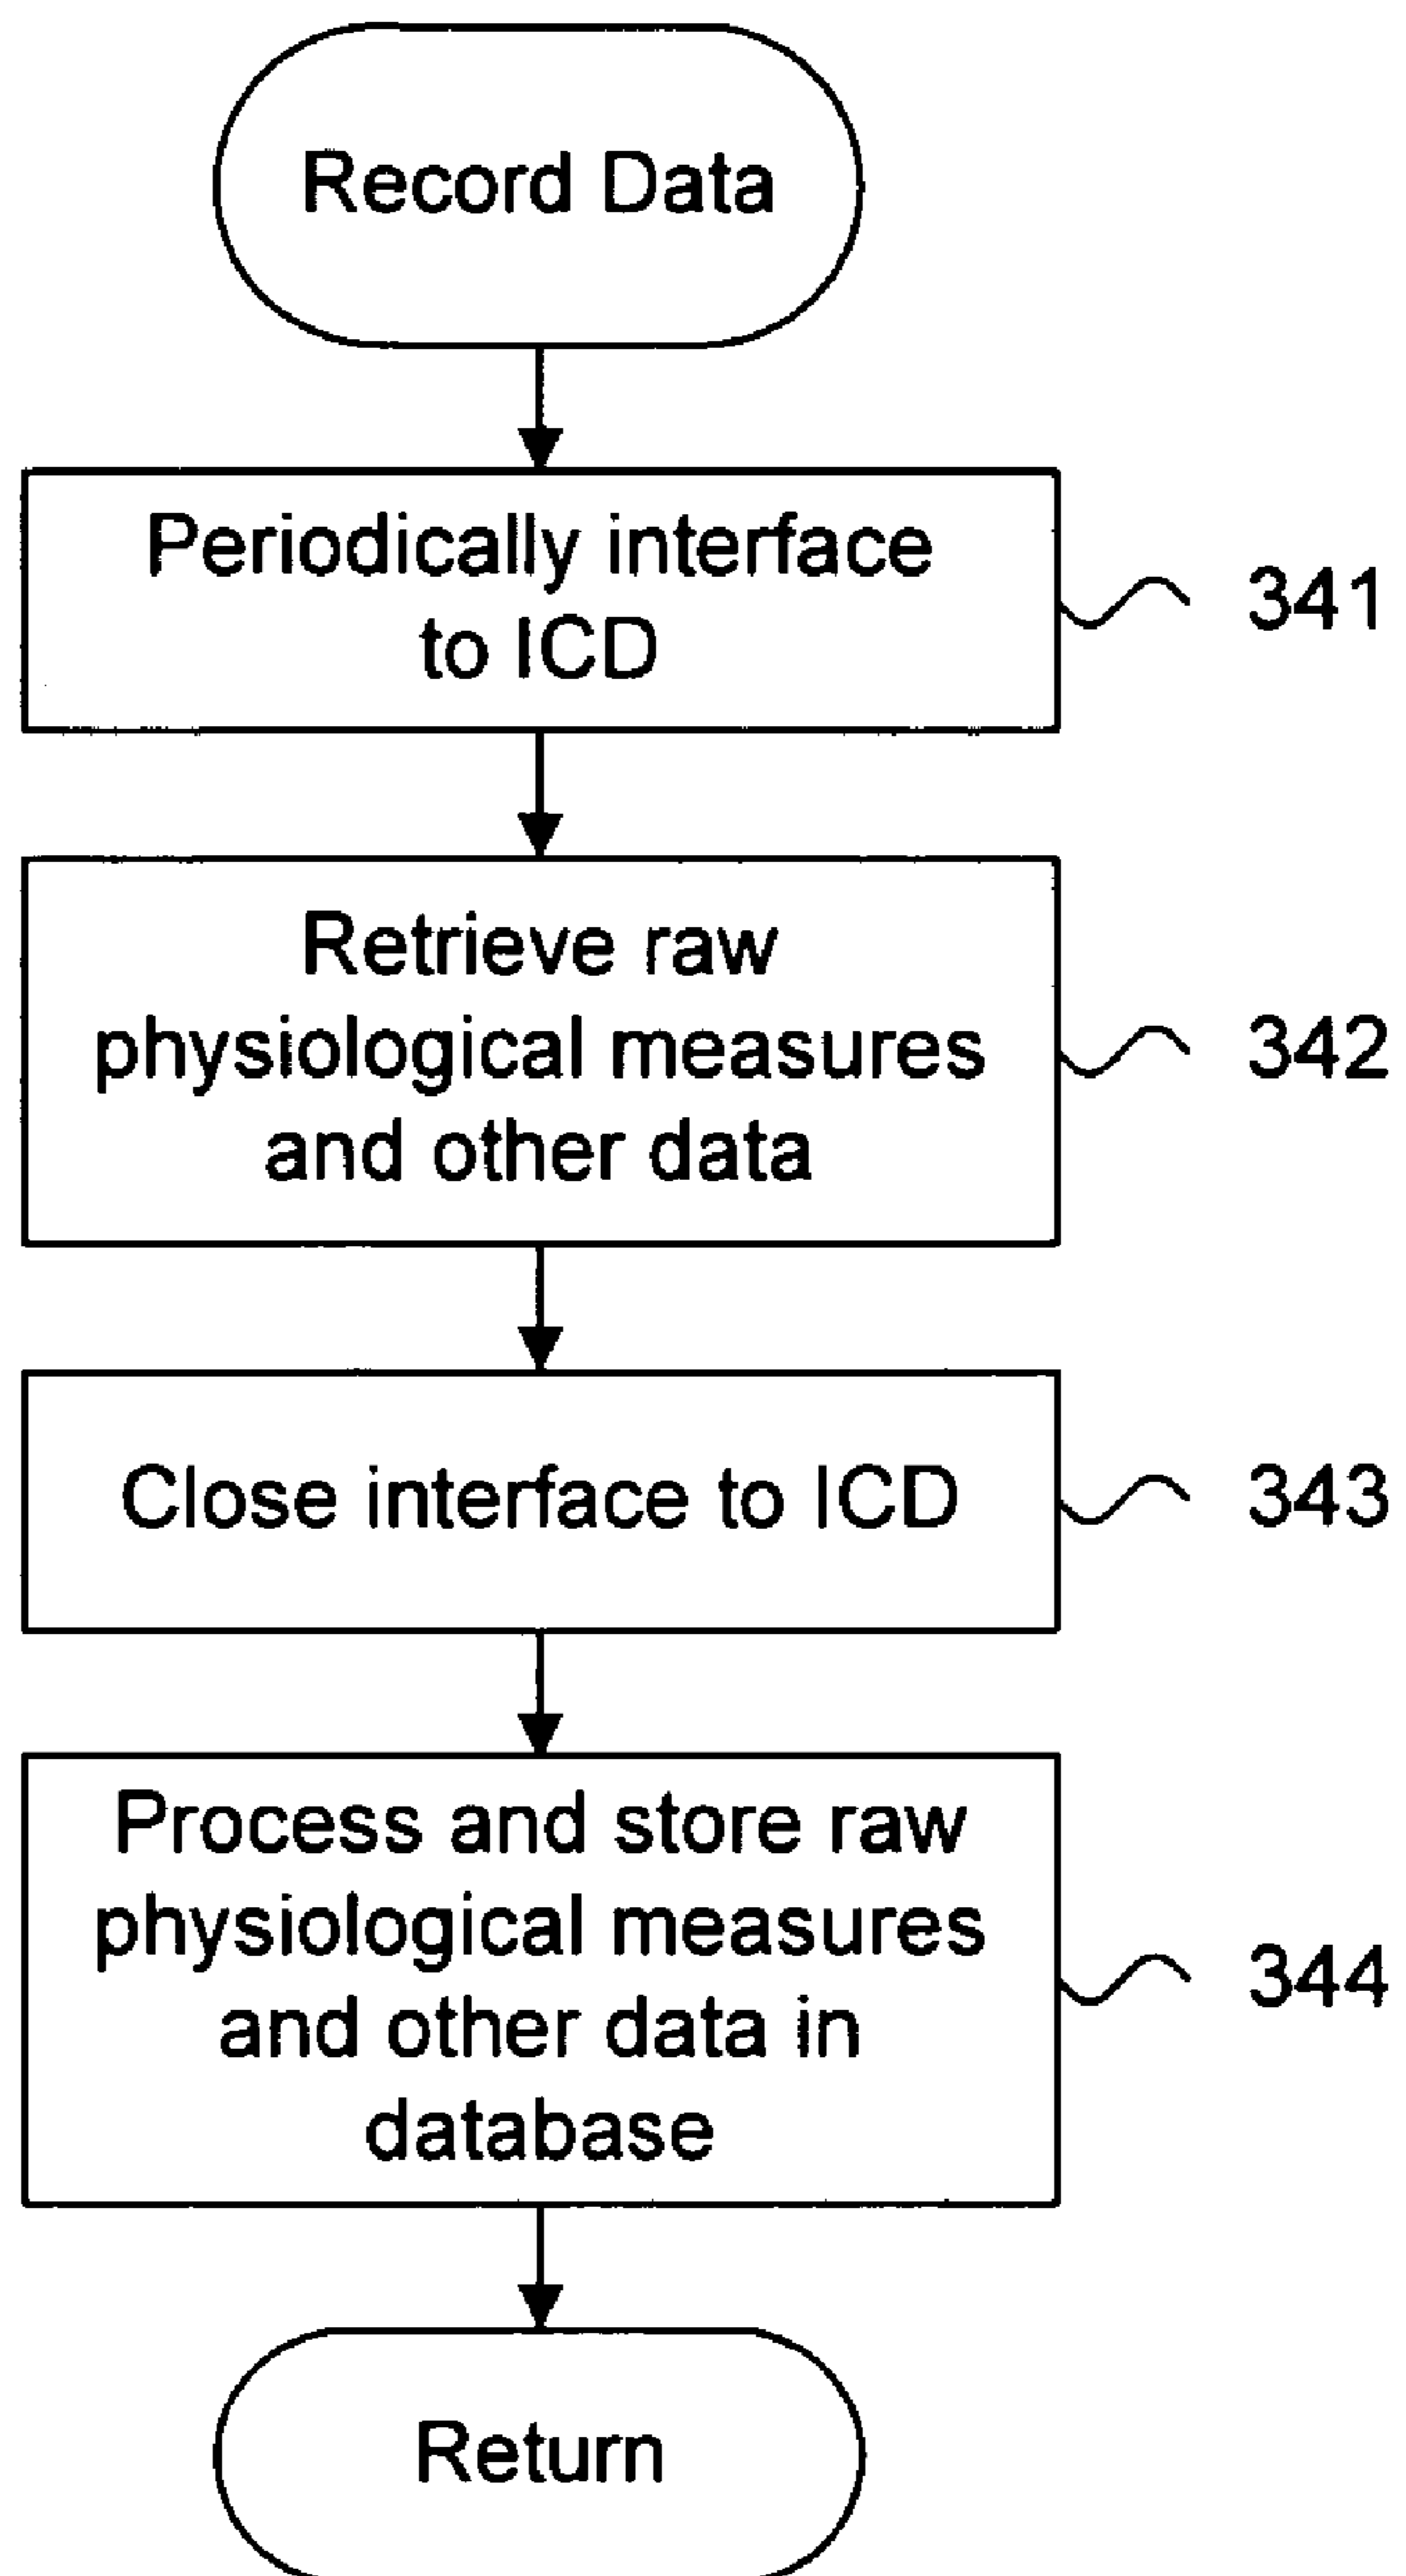 Record Data
Periodically interface
to ICD
341
Retrieve raw
physiological measures
and other data
342
Close interface to ICD
343
Process and store raw
physiological measures
and other data in
database
344
Return